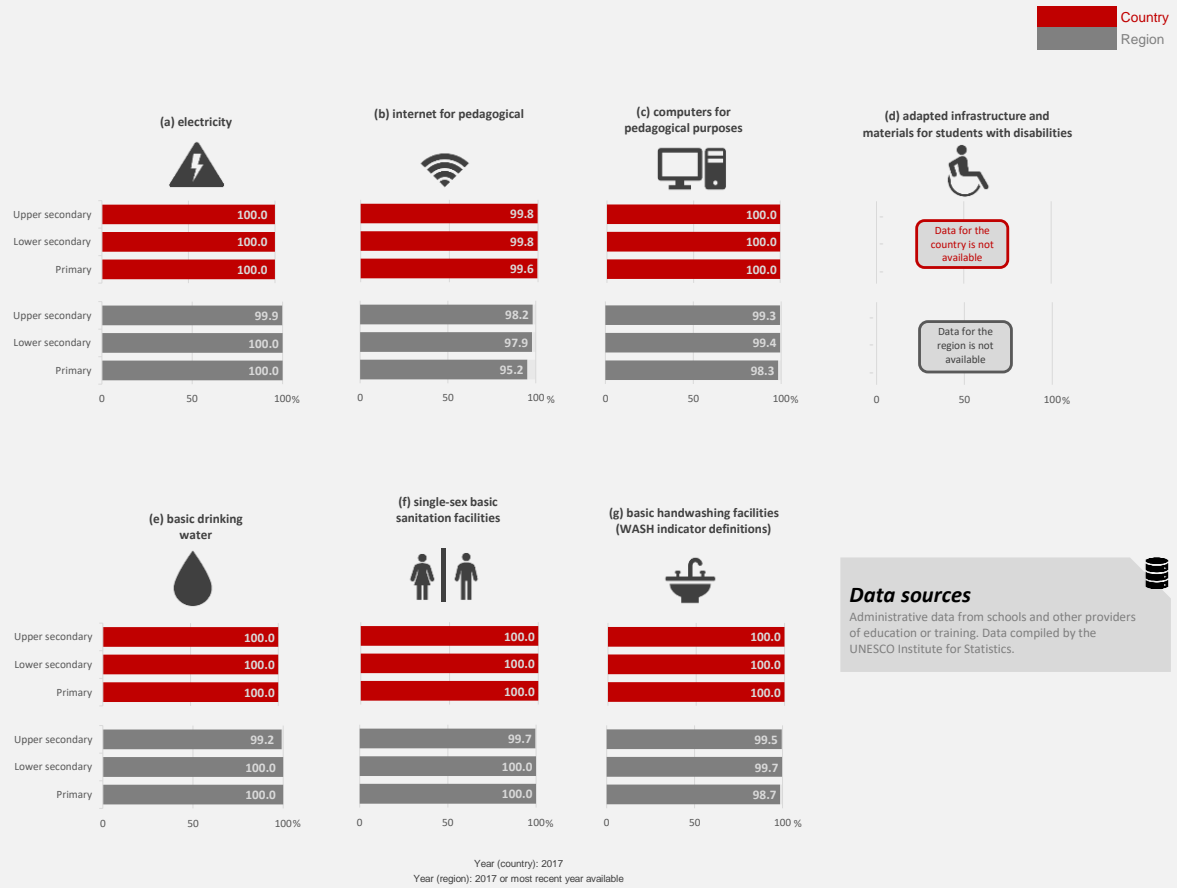 Country
Region
(a) electricity
(b) internet for pedagogical
(c) computers for
pedagogical purposes
(d) adapted infrastructure and
materials for students with disabilities
Upper secondary
100.0
99.8
100.0
Lower secondary
100.0
99.8
100.0
Primary
100.0
99.6
100.0
Data for the
country is not
available
Upper secondary
99.9
98.2
99.3
Lower secondary
100.0
97.9
99.4
Primary
100.0
95.2
98.3
Data for the
region is not
available
0 50 100%
0 50 100 %
0 50 100%
0 50 100%
(e) basic drinking
water
(f) single-sex basic
sanitation facilities
(g) basic handwashing facilities
(WASH indicator definitions)
Upper secondary
100.0
100.0
100.0
Lower secondary
100.0
100.0
100.0
Primary
100.0
100.0
100.0
Upper secondary
99.2
99.7
99.5
Lower secondary
100.0
100.0
99.7
Primary
100.0
100.0
98.7
0 50 100%
0 50 100%
0 50 100 %
Data sources
Administrative data from schools and other providers
of education or training. Data compiled by the
UNESCO Institute for Statistics.
Year (country): 2017
Year (region): 2017 or most recent year available